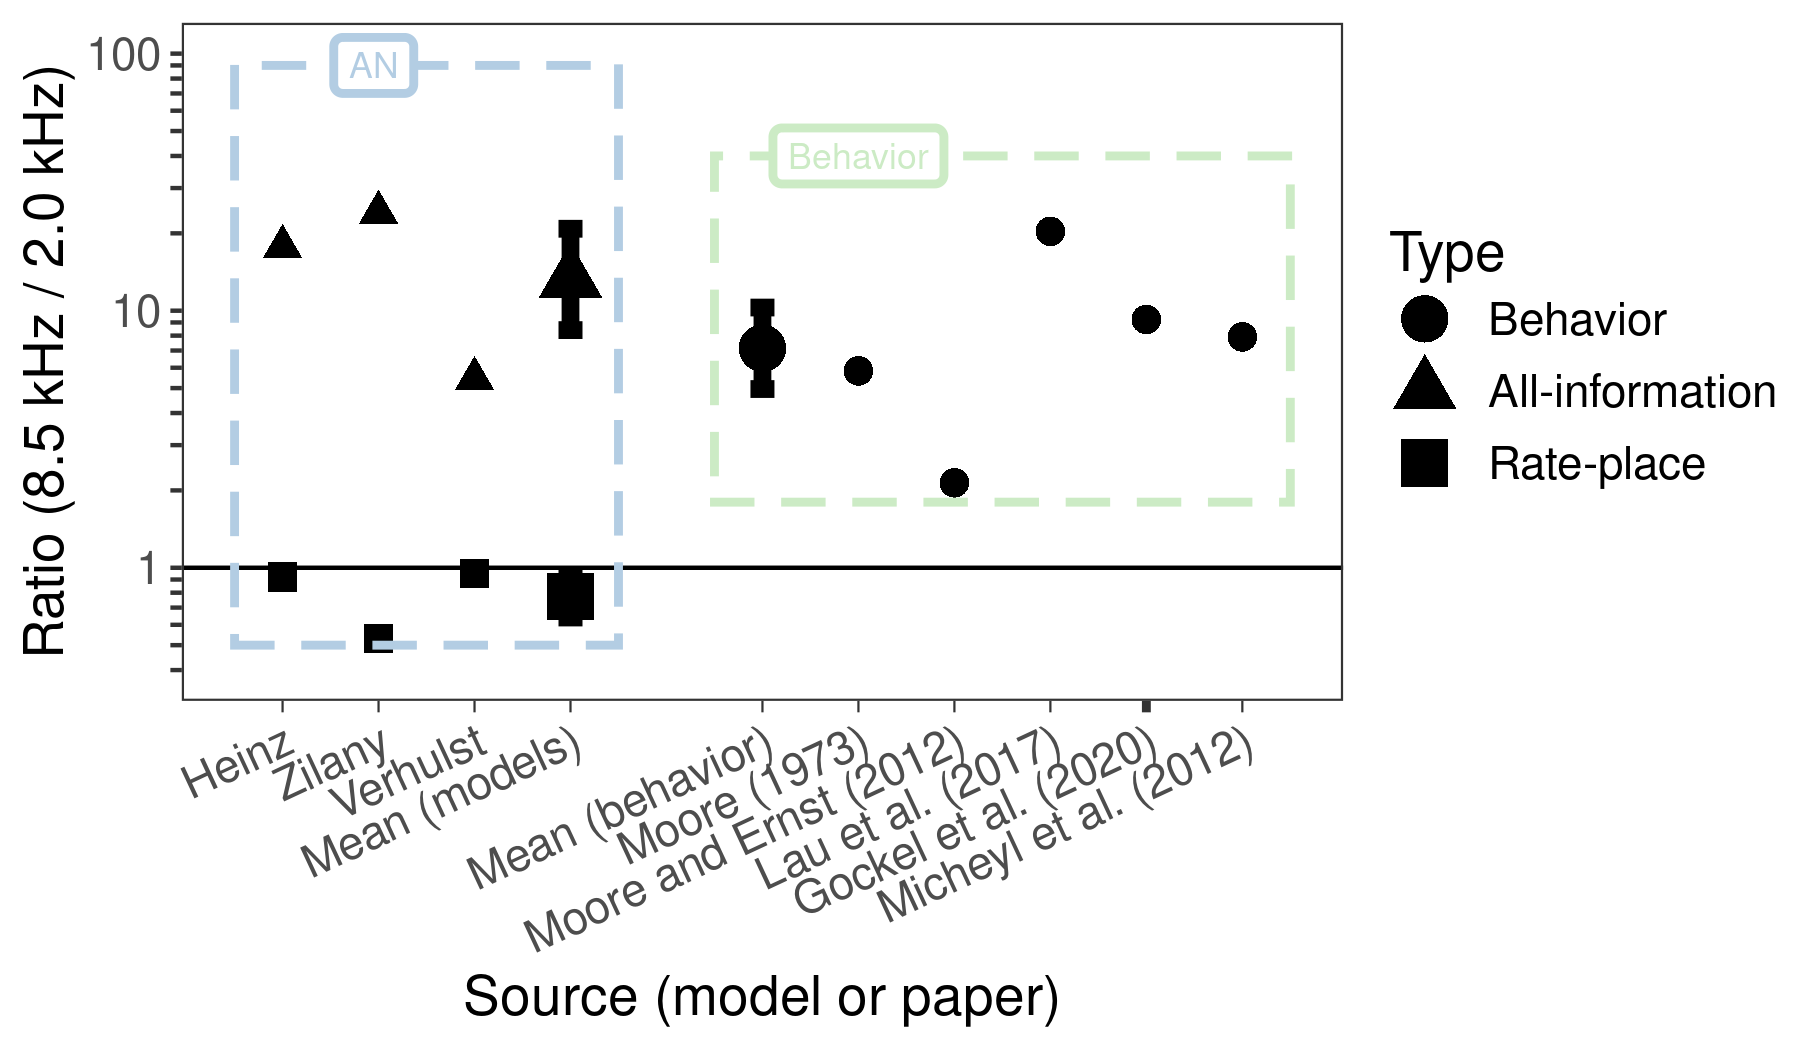 Ratio (8.5 kHz / 2.0 kHz)
100
10
1
AN
Behavior
Heinz
Zilany
Verhulst
Mean (models)
Mean (behavior)
Moore (1973)
Moore and Ernst (2012)
Lau et al. (2017)
Gockel et al. (2020)
Micheyl et al. (2012)
Source (model or paper)
Type
Behavior
All-information
Rate-place